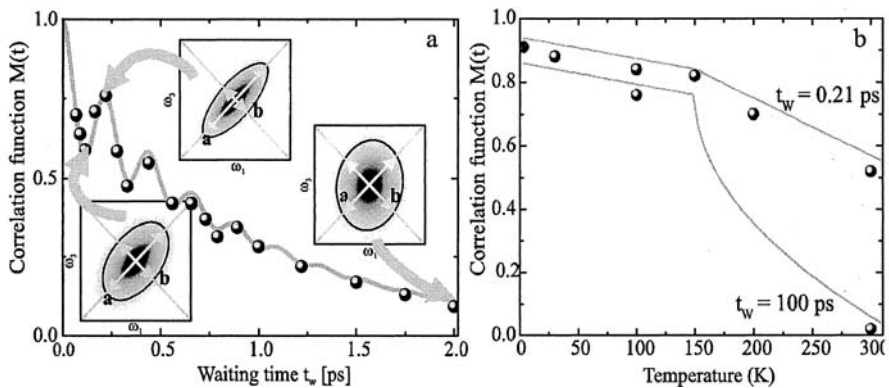 a
b
Correlation function M(t)
1.0
0.5
0.0
0.0
0.5
1.0
1.5
2.0
Waiting time t_w [ps]
ω₃
a
b
ω₁
ω₃
a
b
ω₁
ω₃
a
b
ω₁
Correlation function M(t)
1.0
0.8
0.6
0.4
0.2
0.0
0
50
100
150
200
250
300
Temperature (K)
t_w = 0.21 ps
t_w = 100 ps